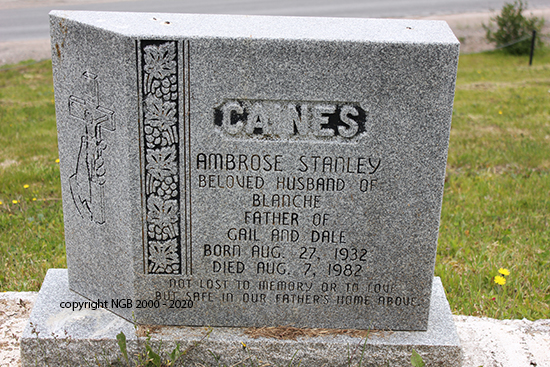 CAINES
AMBROSE STANLEY
BELOVED HUSBAND OF
BLANCHE
FATHER OF
GAIL AND DALE
BORN AUG. 27, 1932
DIED AUG. 7, 1982
NOT LOST TO MEMORY OR TO LOVE
BUT SAFE IN OUR FATHER'S HOME ABOVE
copyright NGB 2000 - 2020